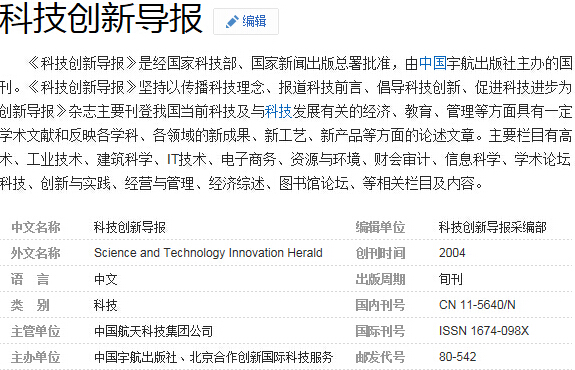 科技创新导报 编辑
《科技创新导报》是经国家科技部、国家新闻出版总署批准，由中国宇航出版社主办的国
刊。《科技创新导报》坚持以传播科技理念、报道科技前言、倡导科技创新、促进科技进步为
创新导报》杂志主要刊登我国当前科技及与科技发展有关的经济、教育、管理等方面具有一定
学术文献和反映各学科、各领域的新成果、新工艺、新产品等方面的论述文章。主要栏目有高
术、工业技术、建筑科学、IT技术、电子商务、资源与环境、财会审计、信息科学、学术论坛
科技、创新与实践、经营与管理、经济综述、图书馆论坛、等相关栏目及内容。
中文名称 科技创新导报 编辑单位 科技创新导报采编部
外文名称 Science and Technology Innovation Herald 创刊时间 2004
语 言 中文 出版周期 旬刊
类 别 科技 国内刊号 CN 11-5640/N
主管单位 中国航天科技集团公司 国际刊号 ISSN 1674-098X
主办单位 中国宇航出版社、北京合作创新国际科技服务 邮发代号 80-542